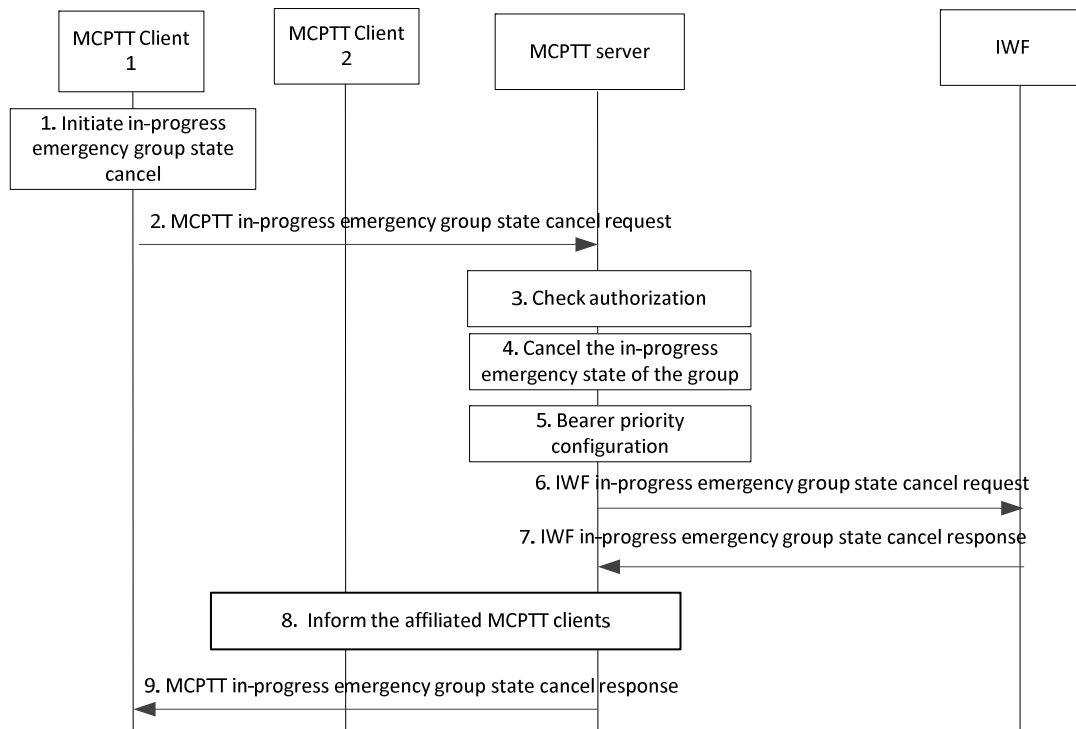 MCPTT Client
1
MCPTT Client
2
MCPTT server
IWF
1. Initiate in-progress
emergency group state
cancel
2. MCPTT in-progress emergency group state cancel request
3. Check authorization
4. Cancel the in-progress
emergency state of the group
5. Bearer priority
configuration
6. IWF in-progress emergency group state cancel request
7. IWF in-progress emergency group state cancel response
8. Inform the affiliated MCPTT clients
9. MCPTT in-progress emergency group state cancel response